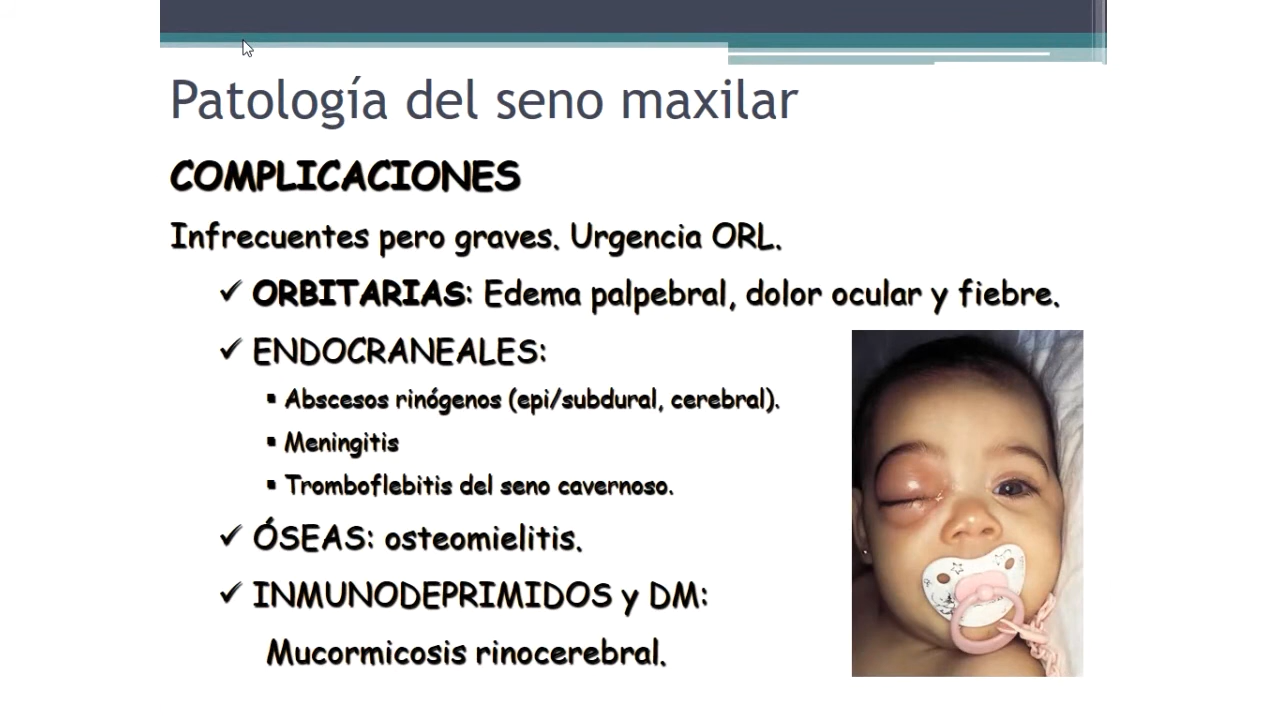 Patología del seno maxilar
COMPLICACIONES
Infrecuentes pero graves. Urgencia ORL.
✓ ORBITARIAS: Edema palpebral, dolor ocular y fiebre.
✓ ENDOCRANEALES:
▪ Abscesos rinógenos (epi/subdural, cerebral).
▪ Meningitis
▪ Tromboflebitis del seno cavernoso.
✓ ÓSEAS: osteomielitis.
✓ INMUNODEPRIMIDOS y DM:
Mucormicosis rinocerebral.